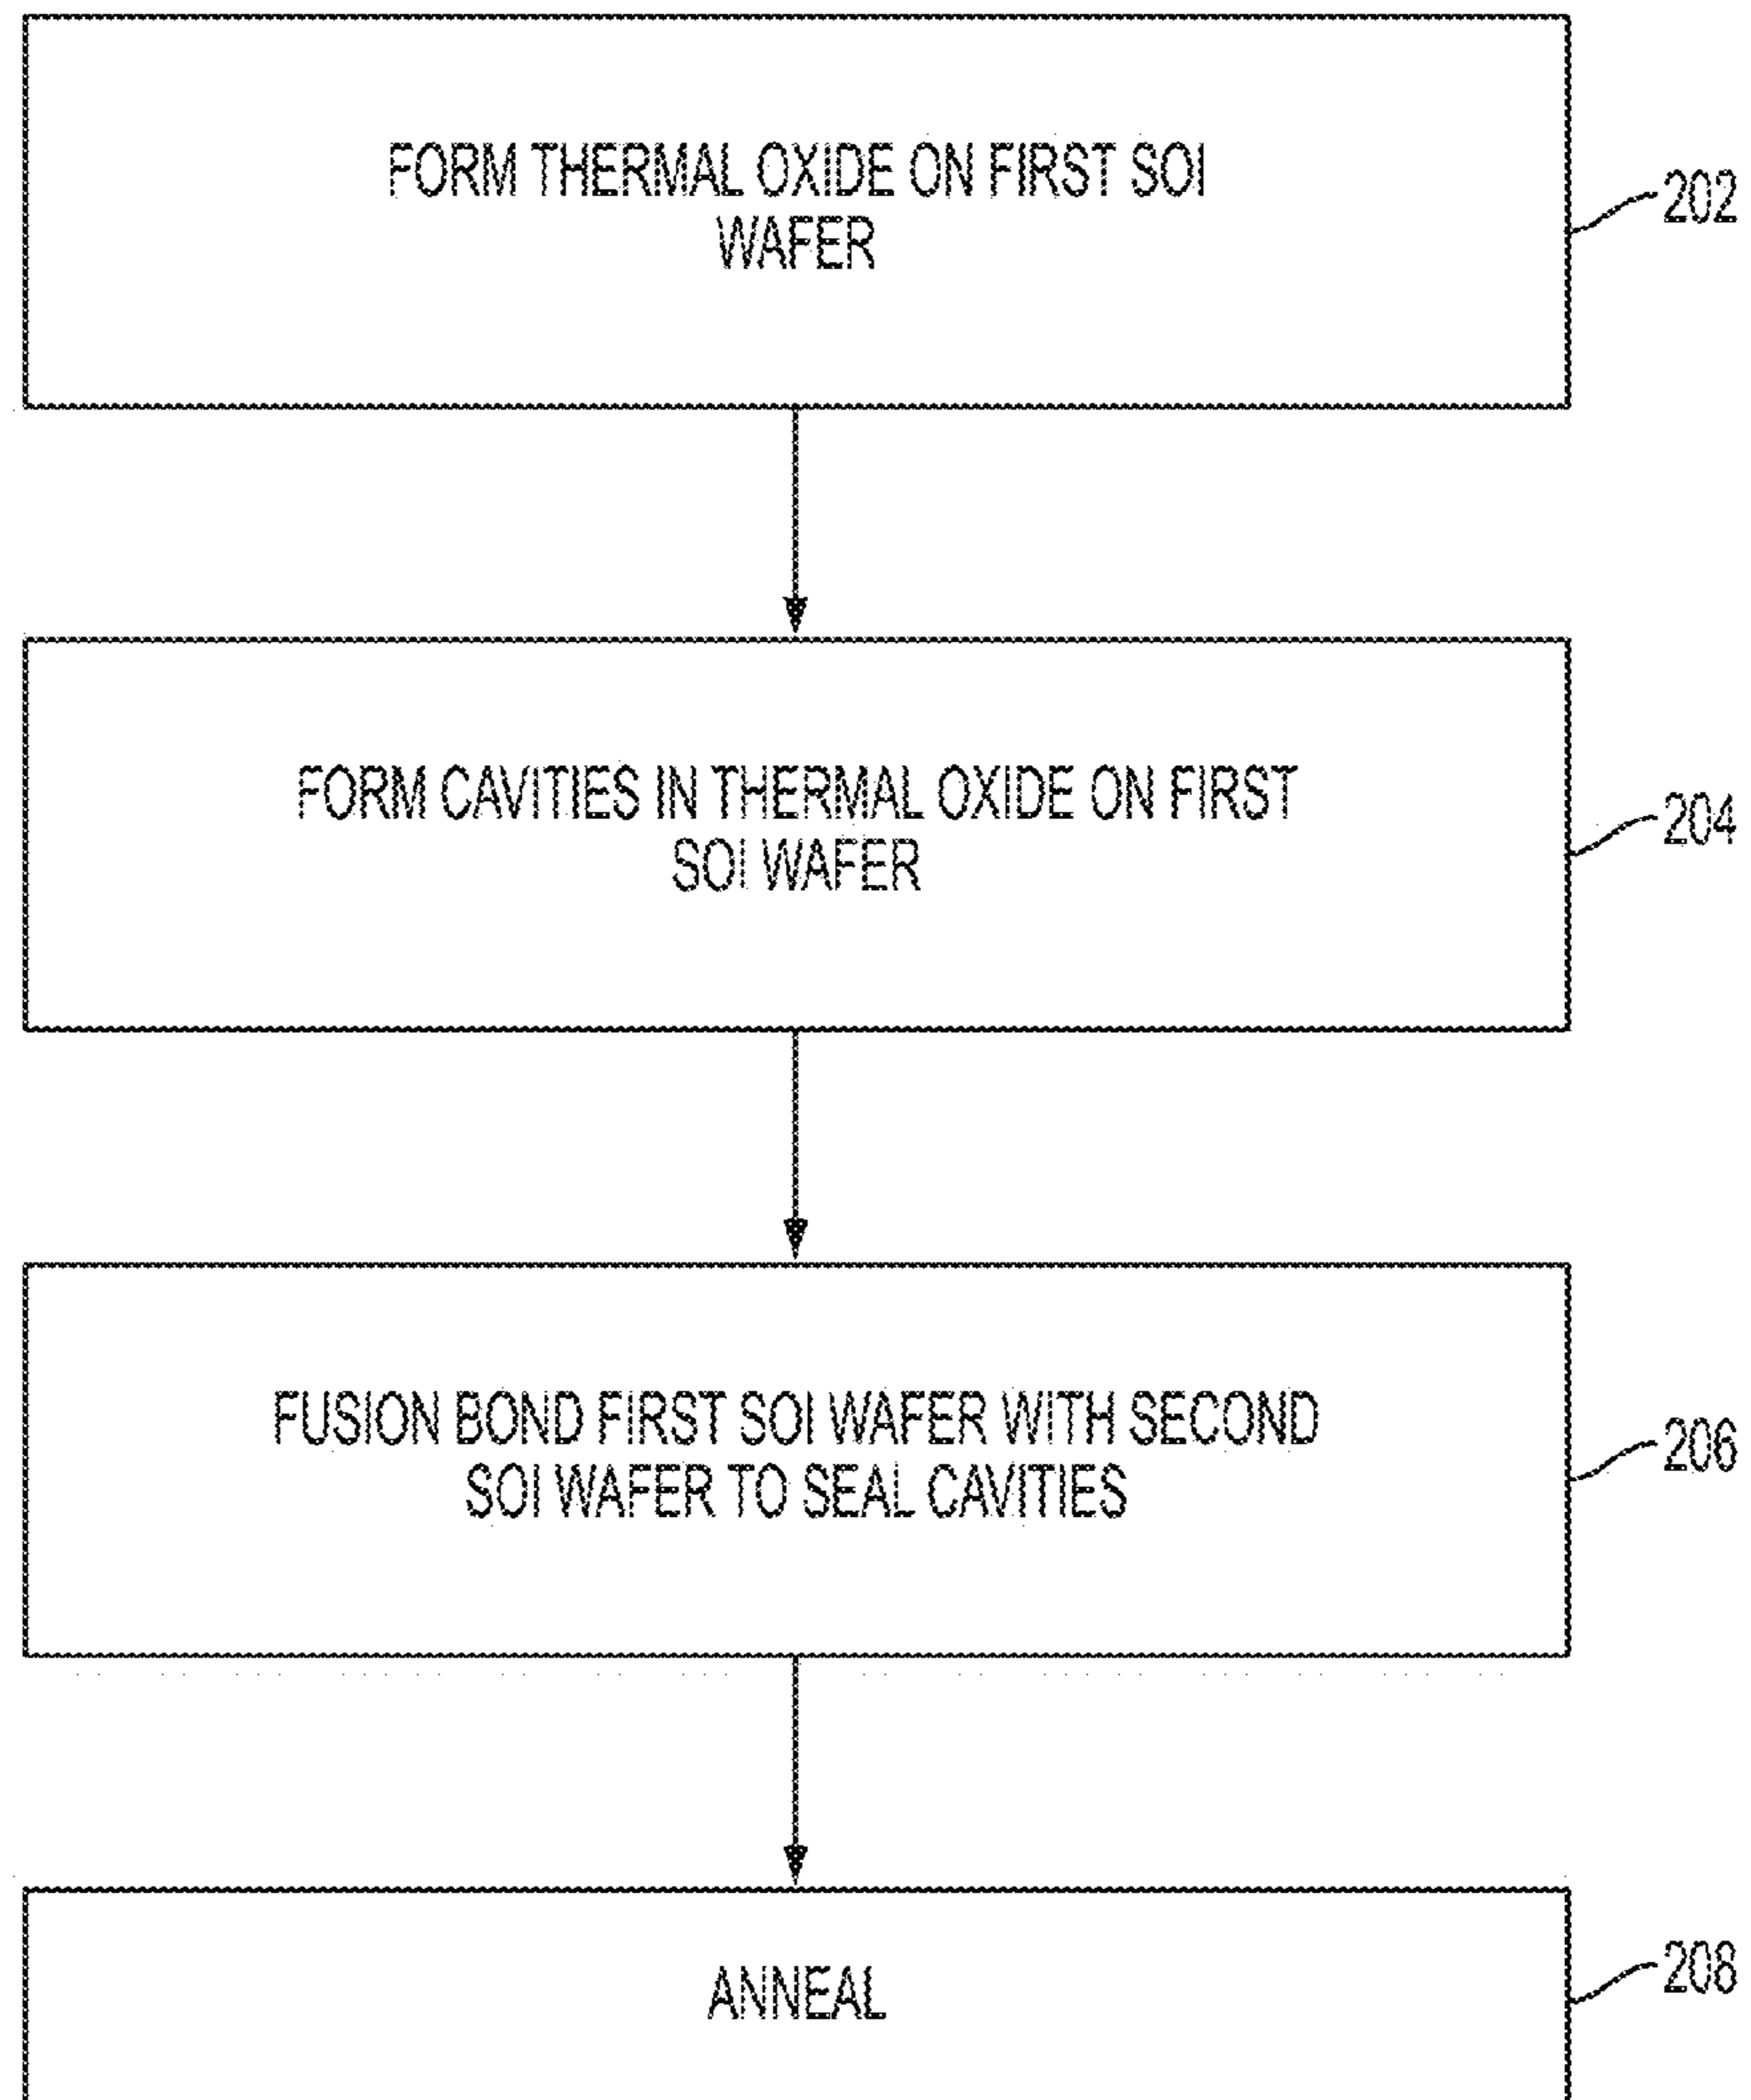 FORM THERMAL OXIDE ON FIRST SOI
WAFER
202
FORM CAVITIES IN THERMAL OXIDE ON FIRST
SOI WAFER
204
FUSION BOND FIRST SOI WAFER WITH SECOND
SOI WAFER TO SEAL CAVITIES
206
ANNEAL
208